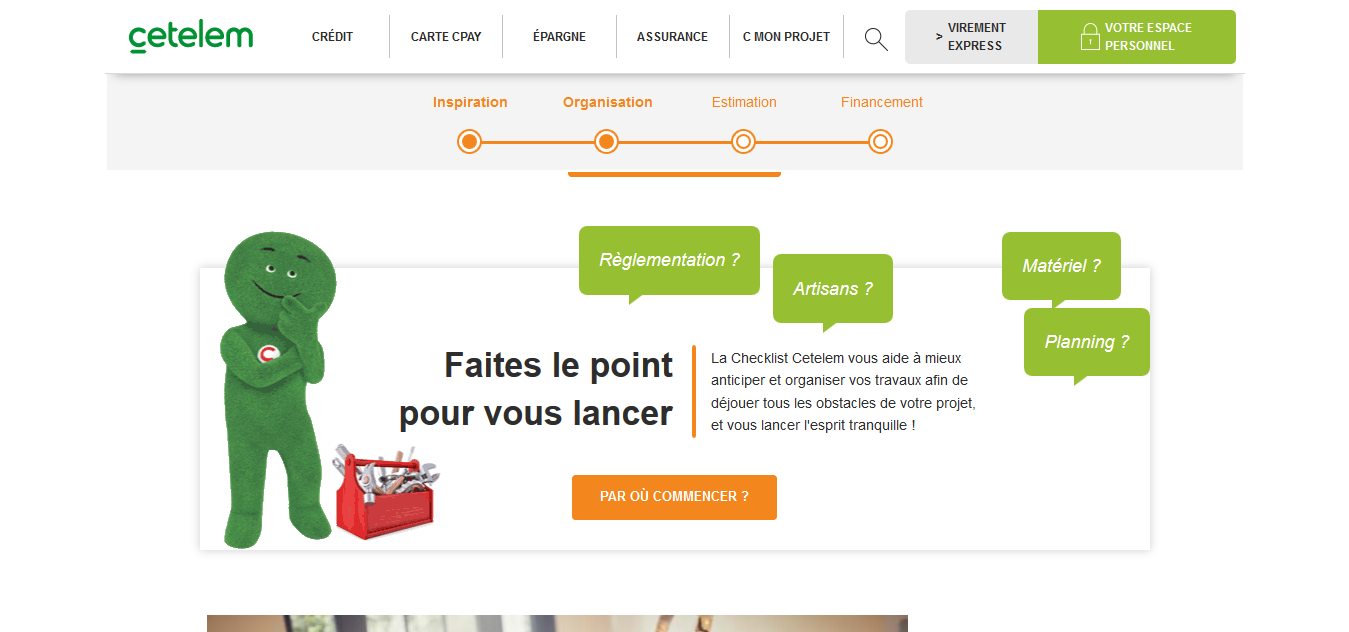 cetelem
CRÉDIT
CARTE CPAY
ÉPARGNE
ASSURANCE
C MON PROJET
> VIREMENT
EXPRESS
VOTRE ESPACE
PERSONNEL
Inspiration
Organisation
Estimation
Financement
Règlementation ?
Artisans ?
Matériel ?
Planning ?
Faites le point
pour vous lancer
La Checklist Cetelem vous aide à mieux
anticiper et organiser vos travaux afin de
déjouer tous les obstacles de votre projet,
et vous lancer l'esprit tranquille !
C
PAR OÙ COMMENCER ?